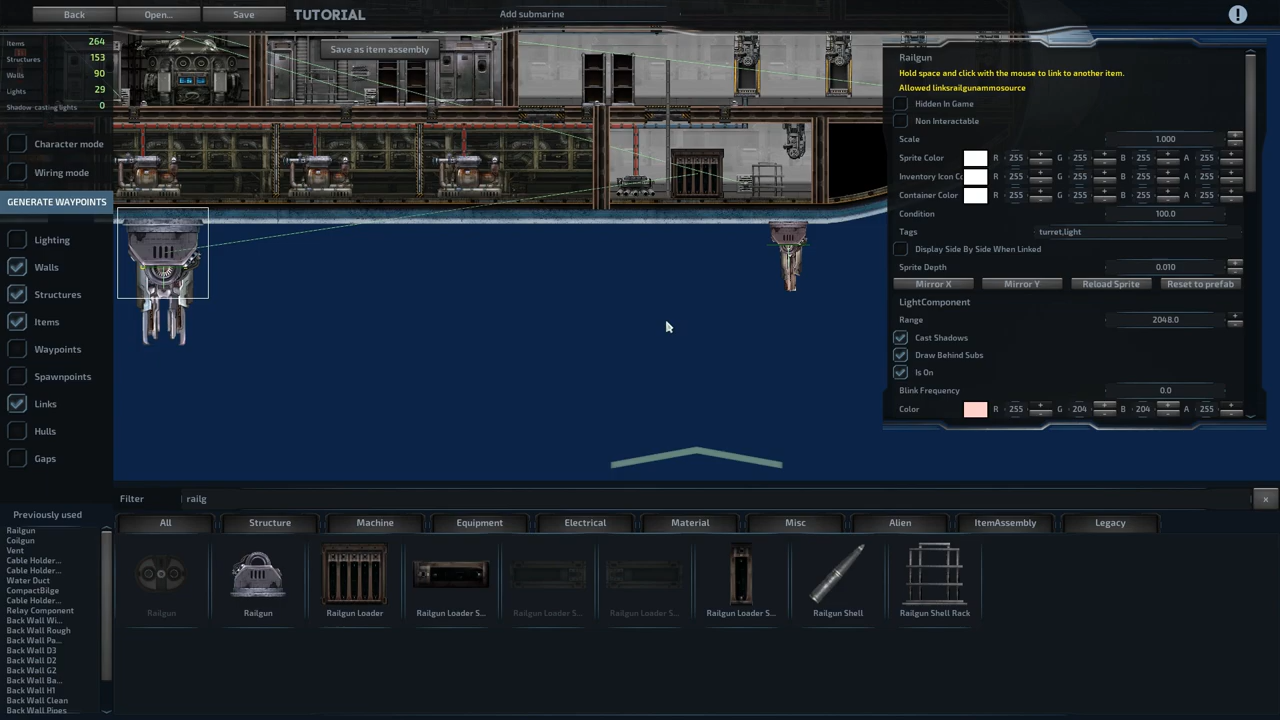 Back
Open...
Save
TUTORIAL
Add submarine
Items 264
Structures 153
Walls 90
Lights 29
Shadow casting lights 0
Save as item assembly
Character mode
Wiring mode
GENERATE WAYPOINTS
Lighting
Walls
Structures
Items
Waypoints
Spawnpoints
Links
Hulls
Gaps
Railgun
Hold space and click with the mouse to link to another item.
Allowed linksrailgunammosource
Hidden In Game
Non Interactable
Scale 1.000
Sprite Color R 255 G 255 B 255 A 255
Inventory Icon Co R 255 G 255 B 255 A 255
Container Color R 255 G 255 B 255 A 255
Condition 100.0
Tags turret,light
Display Side By Side When Linked
Sprite Depth 0.010
Mirror X Mirror Y Reload Sprite Reset to prefab
LightComponent
Range 2048.0
Cast Shadows
Draw Behind Subs
Is On
Blink Frequency 0.0
Color R 255 G 204 B 204 A 255
Filter railg x
Previously used
Railgun
Coilgun
Vent
Cable Holder...
Cable Holder...
Water Duct
CompactBilge
Cable Holder...
Relay Component
Back Wall Wi...
Back Wall Rough
Back Wall Pa...
Back Wall D3
Back Wall D2
Back Wall G2
Back Wall Ba...
Back Wall H1
Back Wall Clean
Back Wall Pipes
All Structure Machine Equipment Electrical Material Misc Alien ItemAssembly Legacy
Railgun
Railgun
Railgun Loader
Railgun Loader S...
Railgun Loader S...
Railgun Loader S...
Railgun Loader S...
Railgun Shell
Railgun Shell Rack